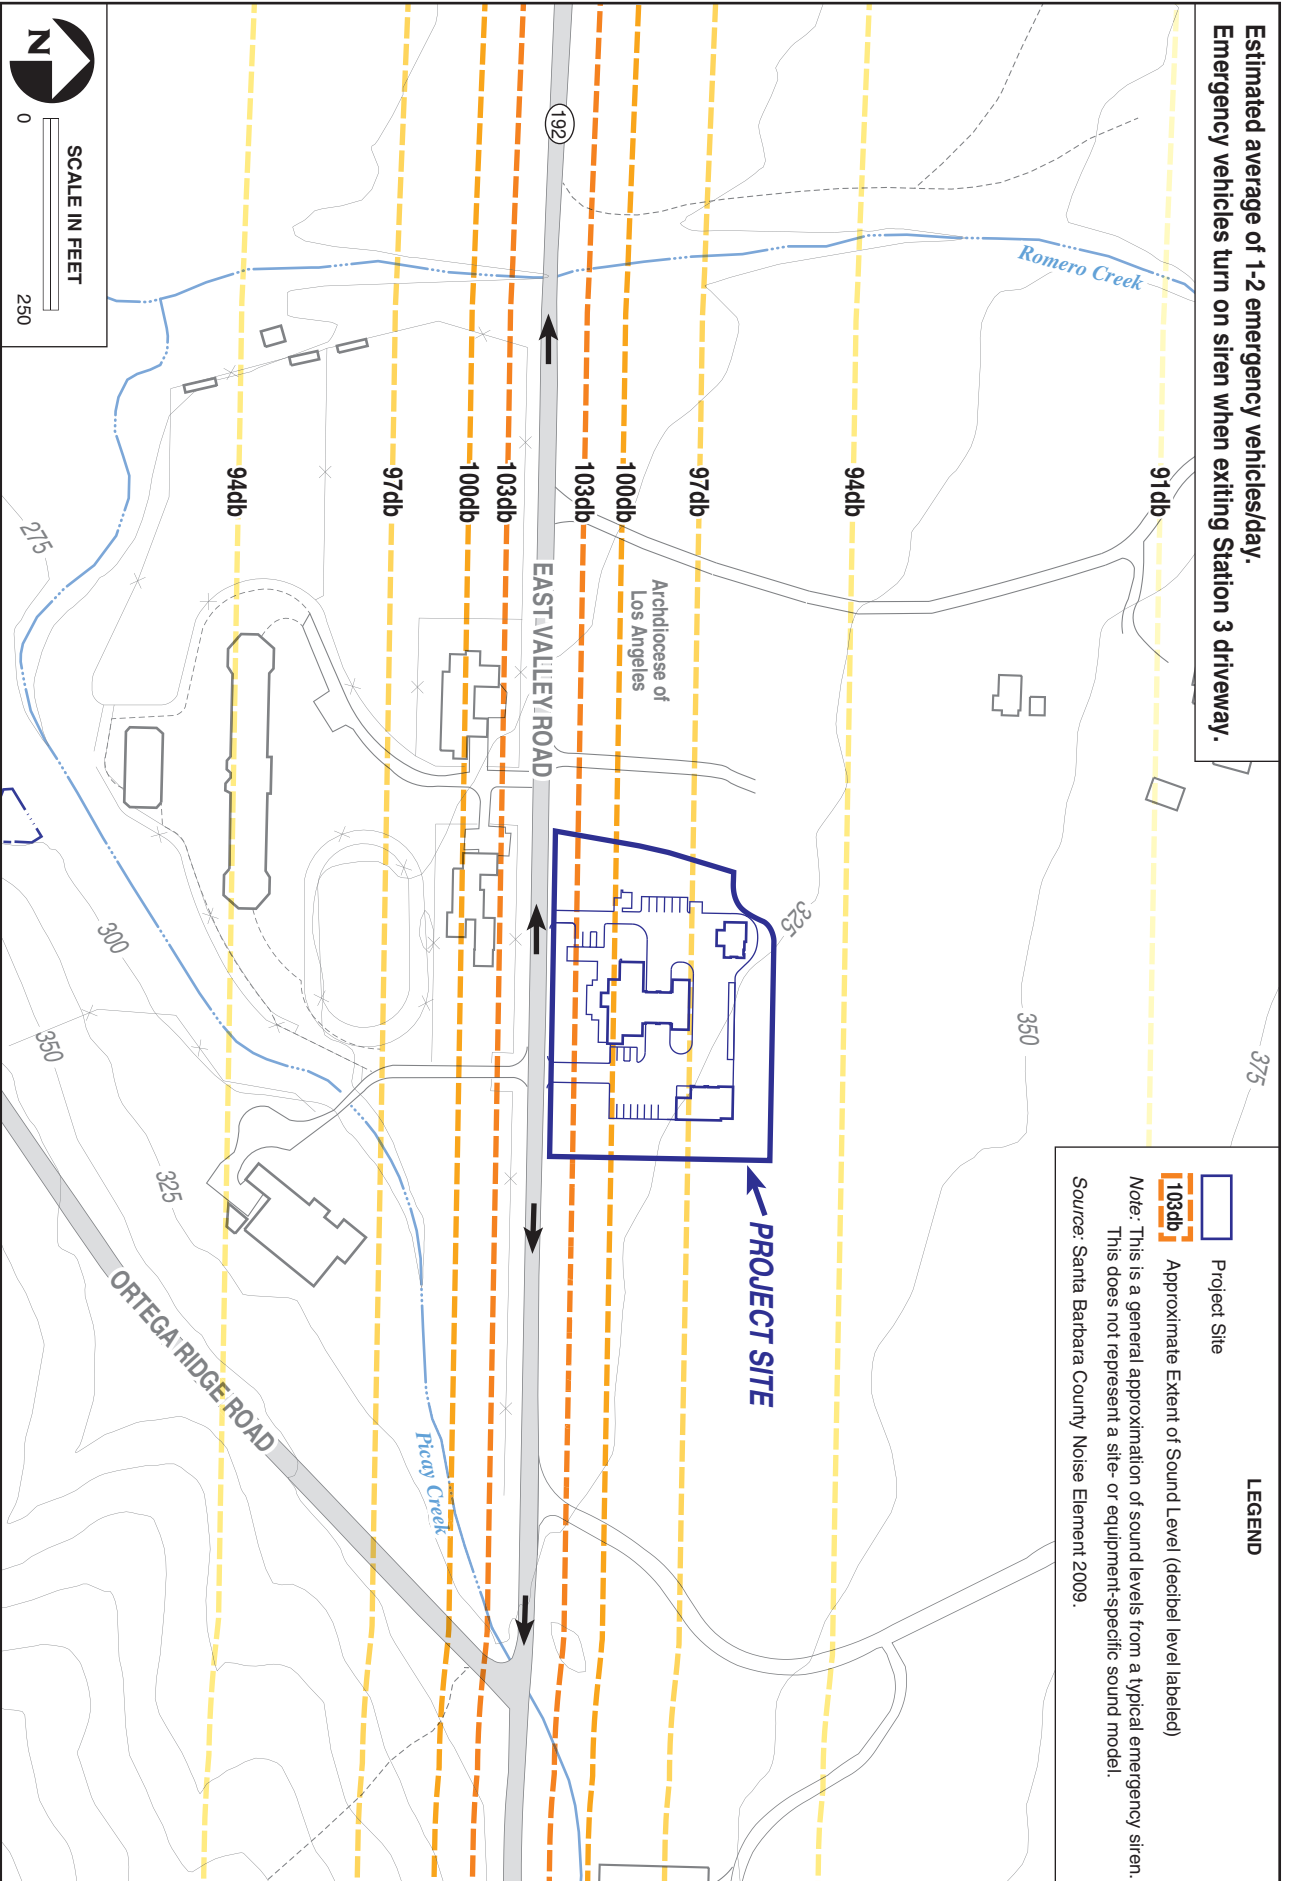 Estimated average of 1-2 emergency vehicles/day.
Emergency vehicles turn on siren when exiting Station 3 driveway.
LEGEND
Project Site
103db
Approximate Extent of Sound Level (decibel level labeled)
Note: This is a general approximation of sound levels from a typical emergency siren.
This does not represent a site- or equipment-specific sound model.
Source: Santa Barbara County Noise Element 2009.
375
Romero Creek
91db
350
94db
325
PROJECT SITE
97db
Archdiocese of
Los Angeles
100db
103db
192
EAST VALLEY ROAD
103db
100db
97db
Picay Creek
94db
ORTEGA RIDGE ROAD
325
300
350
275
N
SCALE IN FEET
0
250